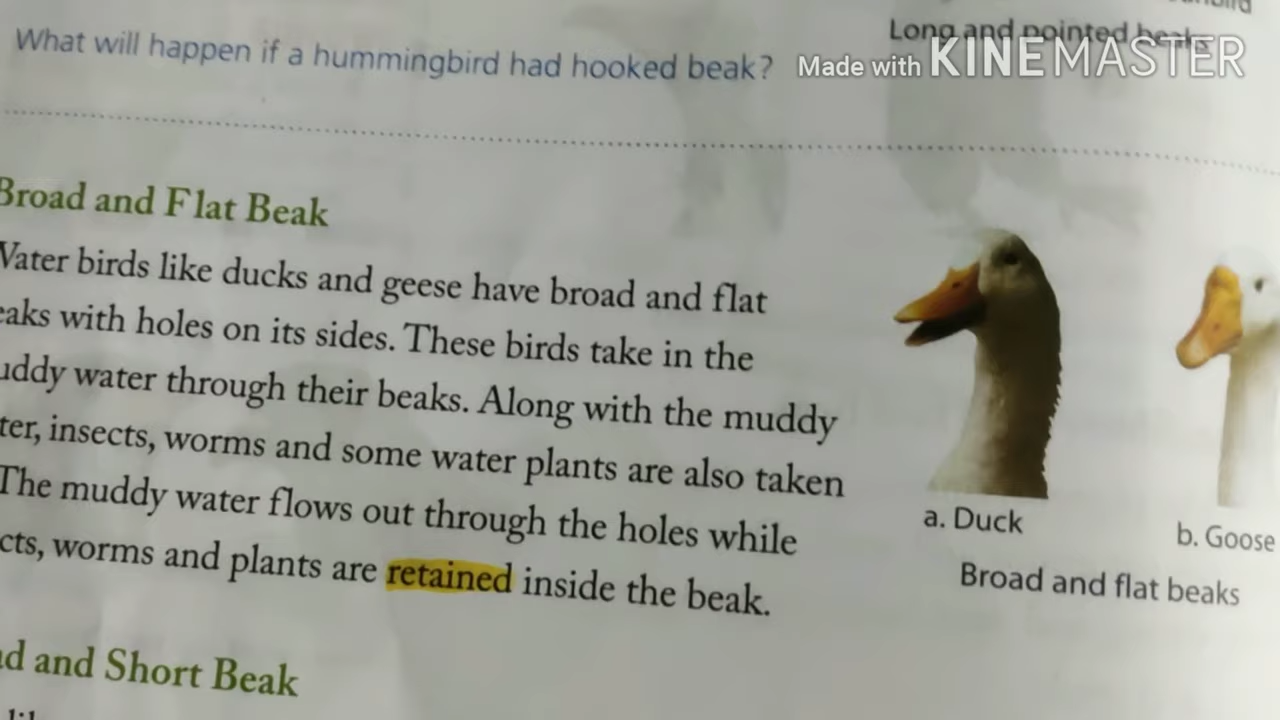 Long and pointed beaks
What will happen if a hummingbird had hooked beak?
Made with KINEMASTER
Broad and Flat Beak
Water birds like ducks and geese have broad and flat
eaks with holes on its sides. These birds take in the
uddy water through their beaks. Along with the muddy
ter, insects, worms and some water plants are also taken
The muddy water flows out through the holes while
cts, worms and plants are retained inside the beak.
a. Duck
b. Goose
Broad and flat beaks
d and Short Beak